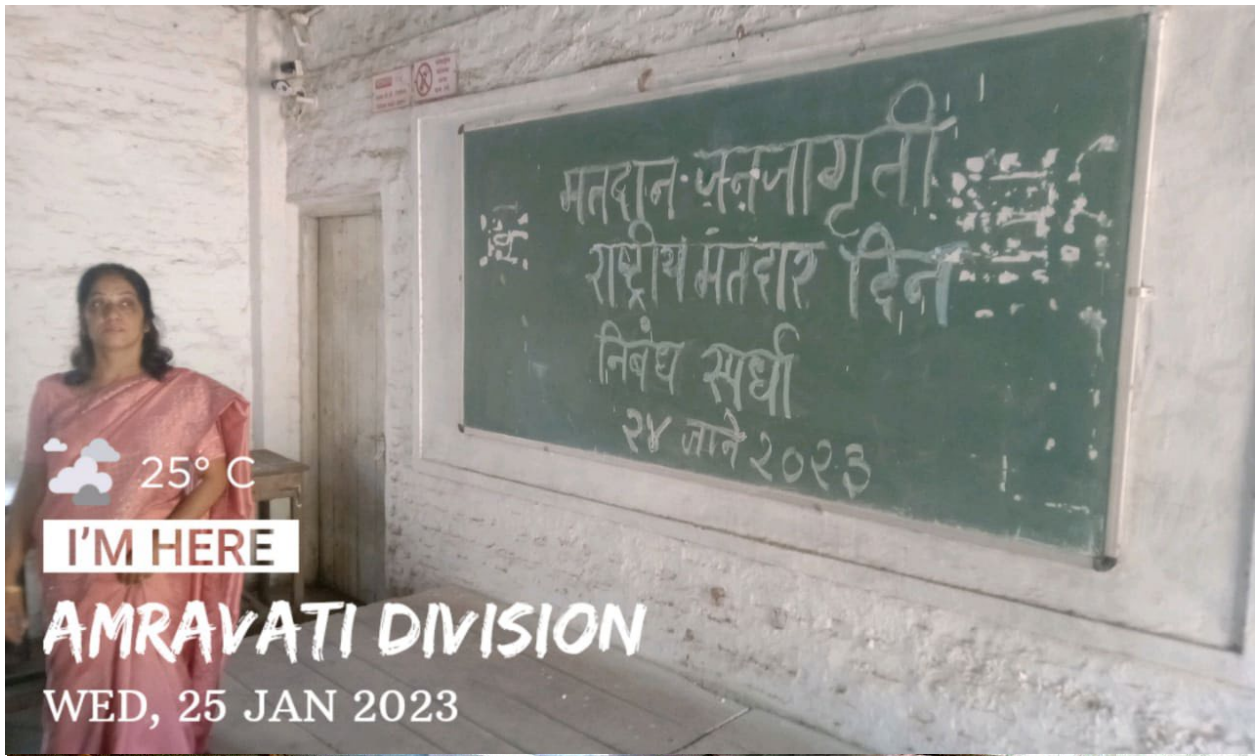 मतदान जनजागृती
राष्ट्रीय मतदार दिन
निबंध स्पर्धा
२४ जाने २०२३
25° C
I'M HERE
AMRAVATI DIVISION
WED, 25 JAN 2023